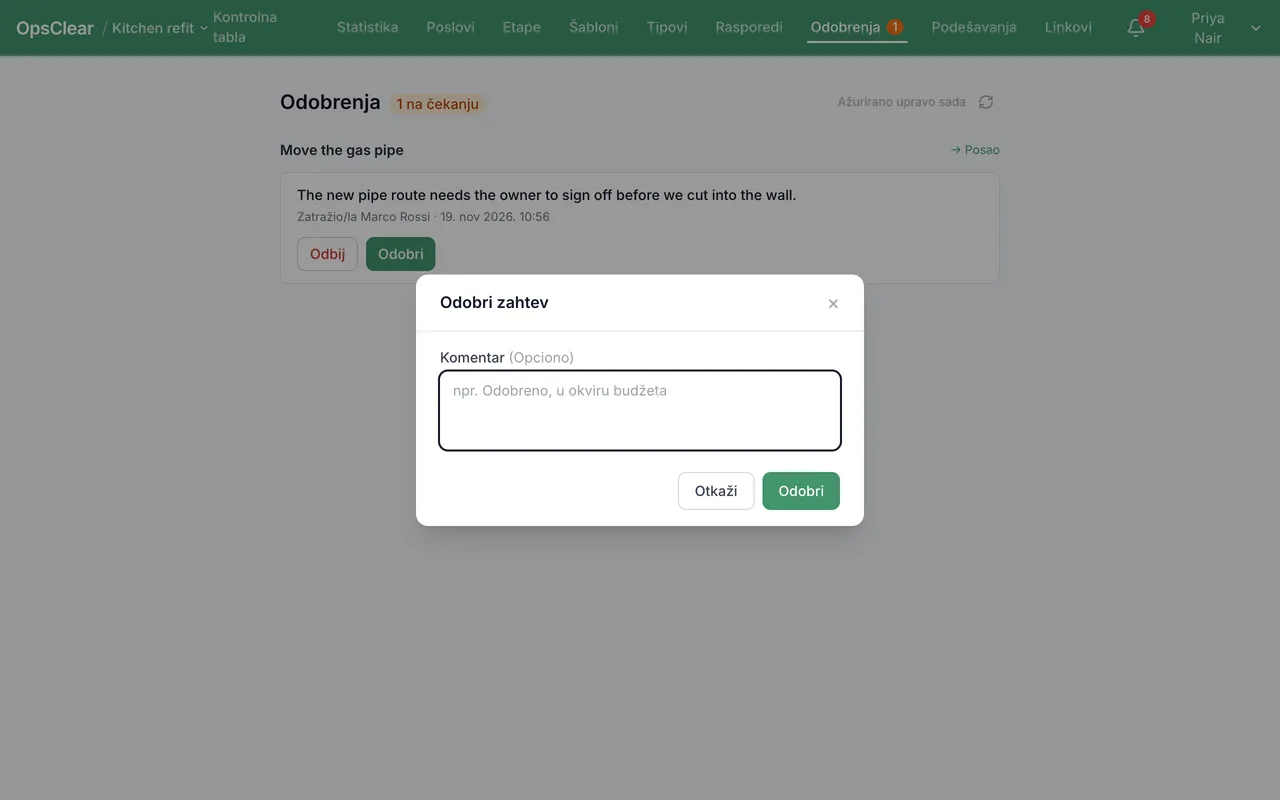 OpsClear / Kitchen refit
Kontrolna tabla
Statistika
Poslovi
Etape
Šabloni
Tipovi
Rasporedi
Odobrenja 1
Podešavanja
Linkovi
8
Priya Nair
Odobrenja
1 na čekanju
Ažurirano upravo sada
Move the gas pipe
→ Posao
The new pipe route needs the owner to sign off before we cut into the wall.
Zatražio/la Marco Rossi · 19. nov 2026. 10:56
Odbij
Odobri
Odobri zahtev
×
Komentar (Opciono)
npr. Odobreno, u okviru budžeta
Otkaži
Odobri